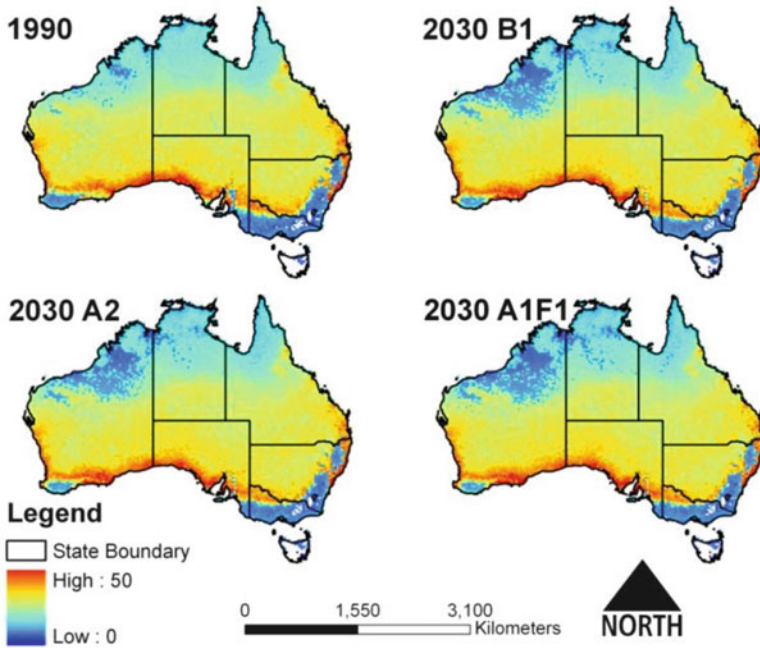 1990
2030 B1
2030 A2
2030 A1F1
Legend
State Boundary
High : 50
Low : 0
0 1,550 3,100
Kilometers
NORTH